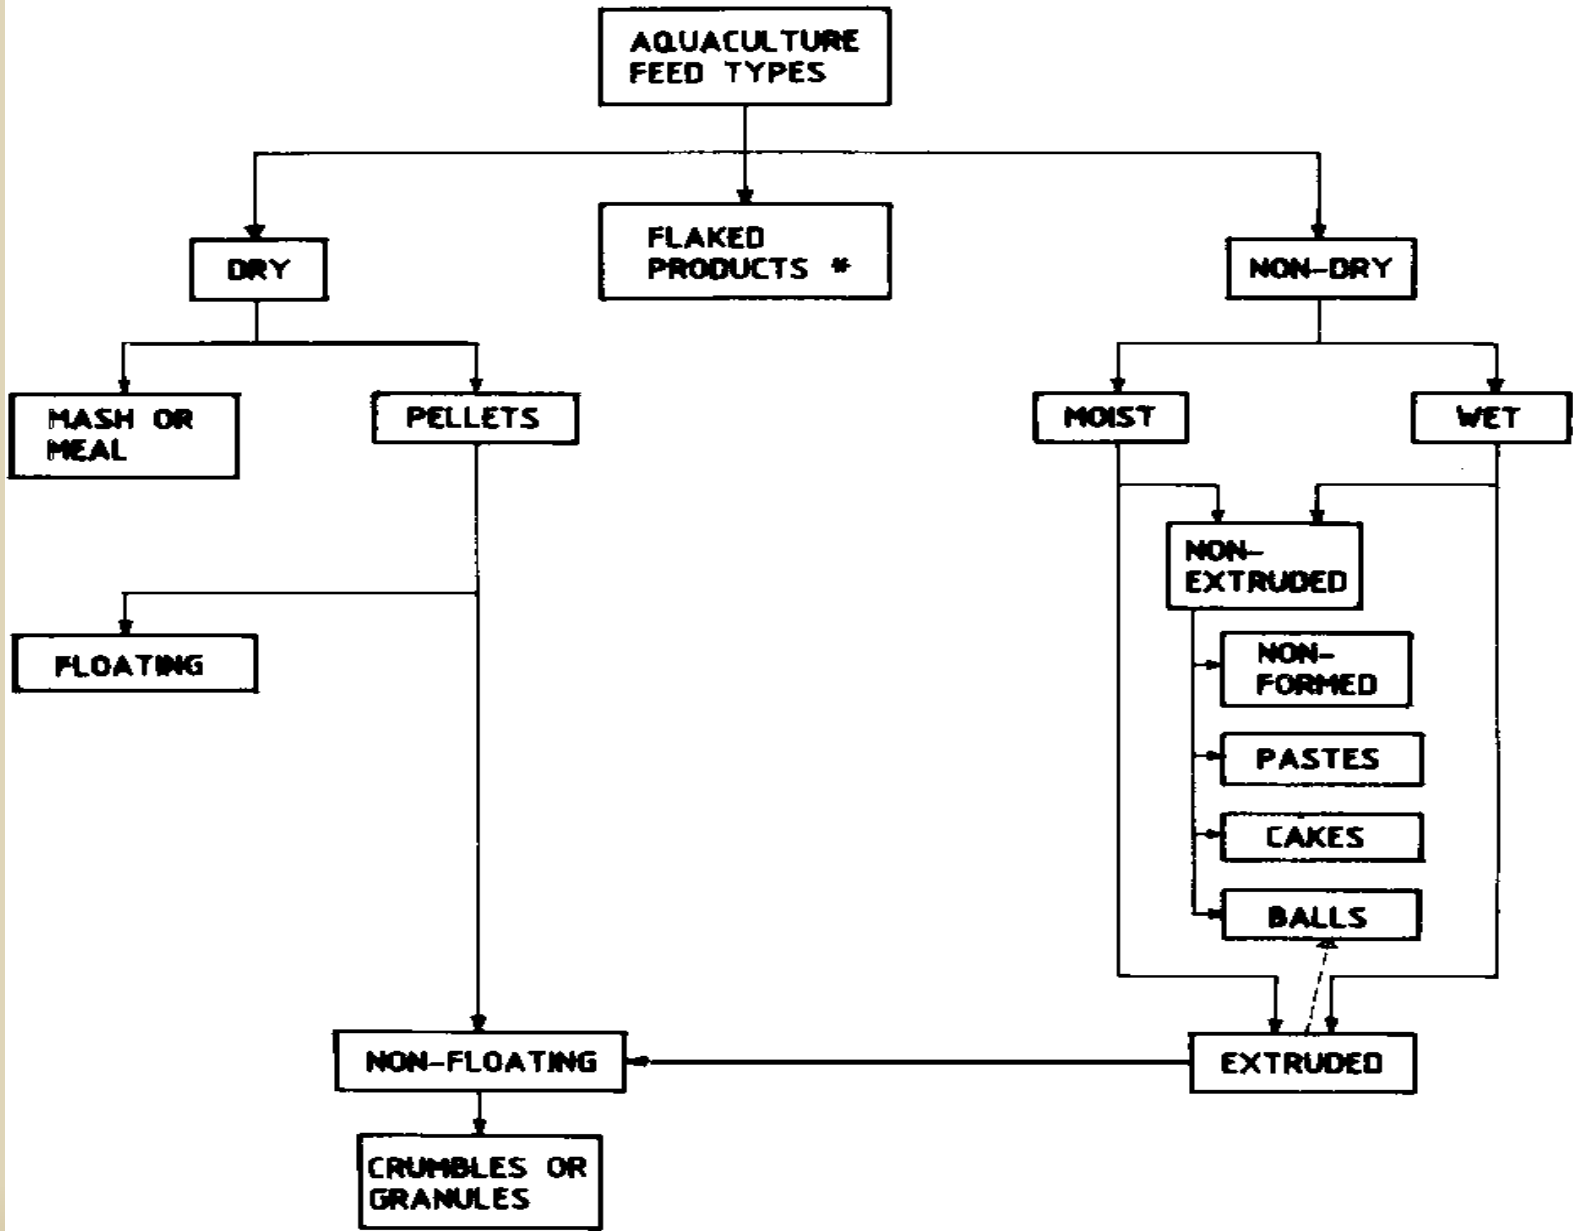 AQUACULTURE
FEED TYPES
FLAKED
PRODUCTS *
DRY
NON-DRY
MASH OR
MEAL
PELLETS
MOIST
WET
NON-
EXTRUDED
FLOATING
NON-
FORMED
PASTES
CAKES
BALLS
NON-FLOATING
EXTRUDED
CRUMBLES OR
GRANULES